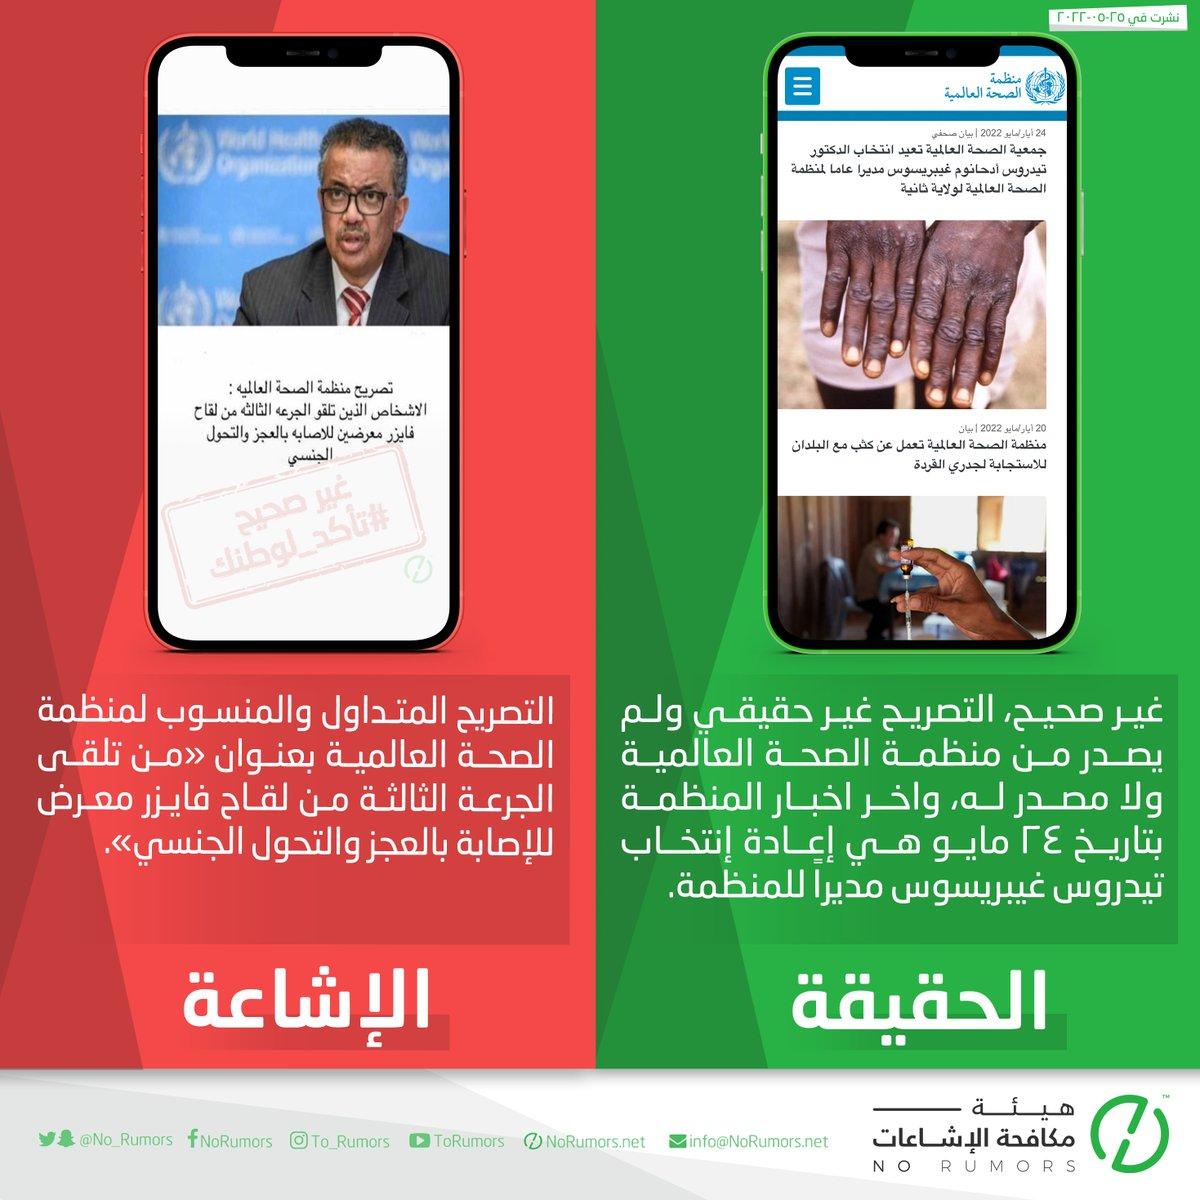 نشرت في ٢٥-٠٥-٢٠٢٢
منظمة
الصحة العالمية
24 أيار/مايو 2022 | بيان صحفي
جمعية الصحة العالمية تعيد انتخاب الدكتور
تيدروس أدحانوم غيبريسوس مديرا عاما لمنظمة
الصحة العالمية لولاية ثانية
20 أيار/مايو 2022 | بيان
منظمة الصحة العالمية تعمل عن كثب مع البلدان
للاستجابة لجدري القردة
غير صحيح، التصريح غير حقيقي ولم
يصدر من منظمة الصحة العالمية
ولا مصدر له، واخر اخبار المنظمة
بتاريخ ٢٤ مايو هي إعادة إنتخاب
تيدروس غيبريسوس مديراً للمنظمة.
الحقيقة
World Health
Organization
تصريح منظمة الصحة العالميه :
الاشخاص الذين تلقو الجرعه الثالثه من لقاح
فايزر معرضين للاصابه بالعجز والتحول
الجنسي
غير صحيح
#تأكد_لوطنك
التصريح المتداول والمنسوب لمنظمة
الصحة العالمية بعنوان «من تلقى
الجرعة الثالثة من لقاح فايزر معرض
للإصابة بالعجز والتحول الجنسي».
الإشاعة
هيئة
مكافحة الإشاعات
NO RUMORS
@No_Rumors NoRumors To_Rumors ToRumors NoRumors.net info@NoRumors.net